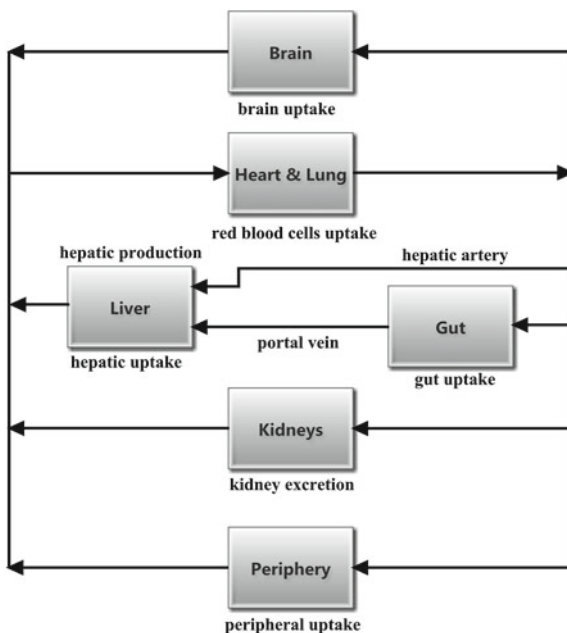 Brain
brain uptake
Heart & Lung
red blood cells uptake
hepatic production
hepatic artery
Liver
Gut
portal vein
hepatic uptake
gut uptake
Kidneys
kidney excretion
Periphery
peripheral uptake